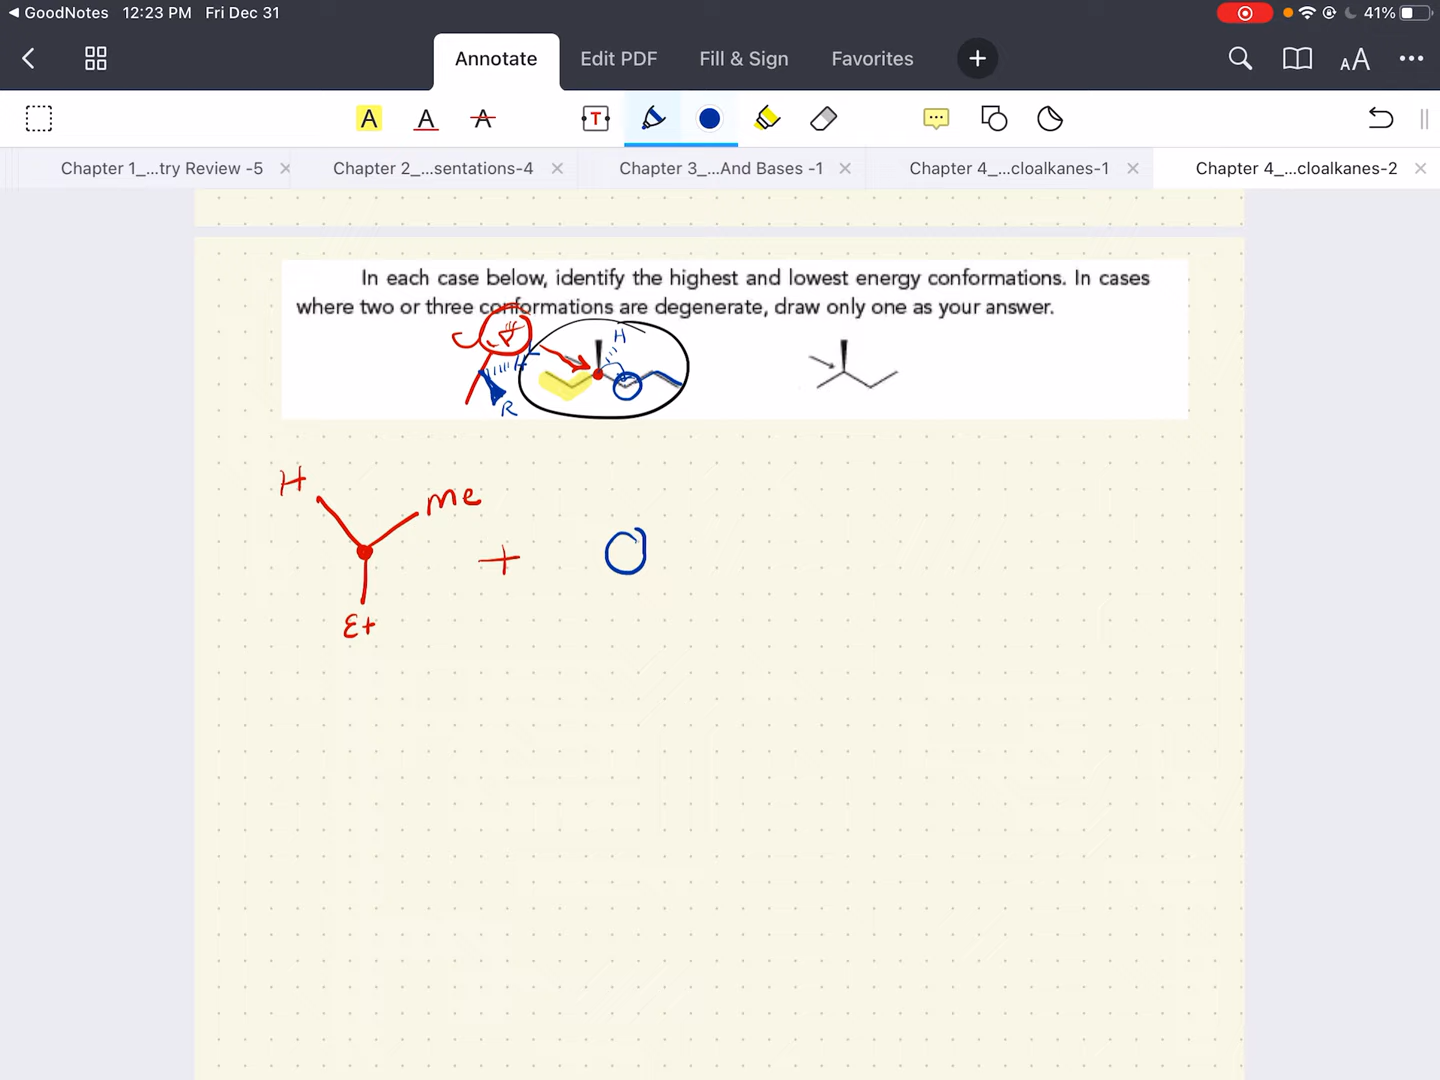 ◂ GoodNotes 12:23 PM Fri Dec 31 41%
Annotate Edit PDF Fill & Sign Favorites
A A A T AA
Chapter 1_...try Review -5 Chapter 2_...sentations-4 Chapter 3_...And Bases -1 Chapter 4_...cloalkanes-1 Chapter 4_...cloalkanes-2
In each case below, identify the highest and lowest energy conformations. In cases
where two or three conformations are degenerate, draw only one as your answer.
H
H
R
H
Me
+
Et